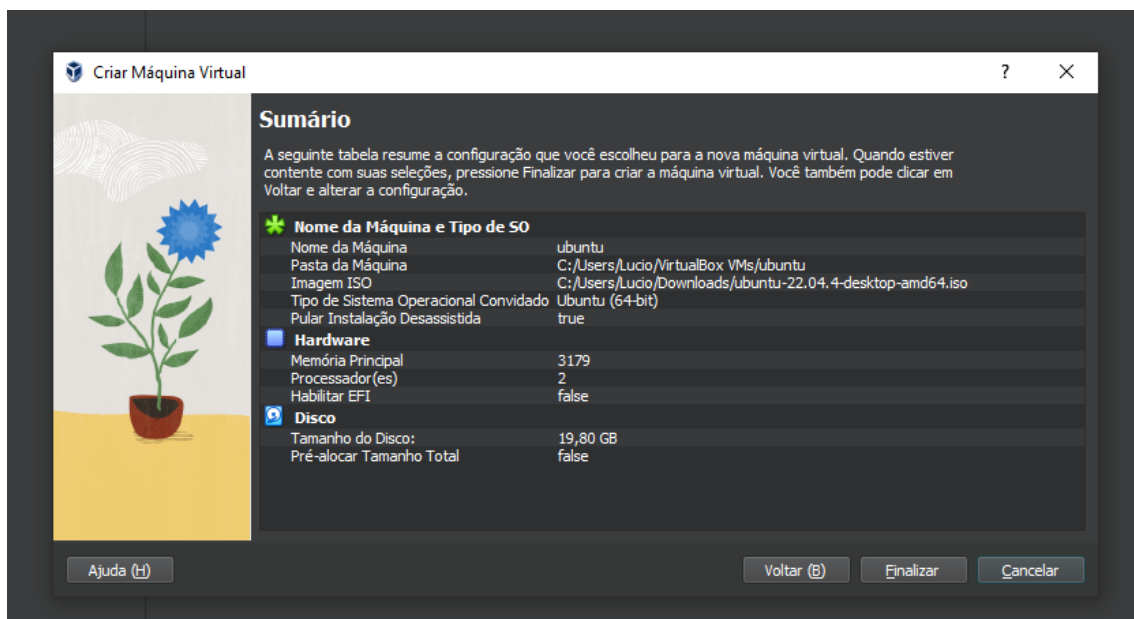 Criar Máquina Virtual
?
Sumário
A seguinte tabela resume a configuração que você escolheu para a nova máquina virtual. Quando estiver
contente com suas seleções, pressione Finalizar para criar a máquina virtual. Você também pode clicar em
Voltar e alterar a configuração.
Nome da Máquina e Tipo de SO
Nome da Máquina ubuntu
Pasta da Máquina C:/Users/Lucio/VirtualBox VMs/ubuntu
Imagem ISO C:/Users/Lucio/Downloads/ubuntu-22.04.4-desktop-amd64.iso
Tipo de Sistema Operacional Convidado Ubuntu (64-bit)
Pular Instalação Desassistida true
Hardware
Memória Principal 3179
Processador(es) 2
Habilitar EFI false
Disco
Tamanho do Disco: 19,80 GB
Pré-alocar Tamanho Total false
Ajuda (H) Voltar (B) Finalizar Cancelar